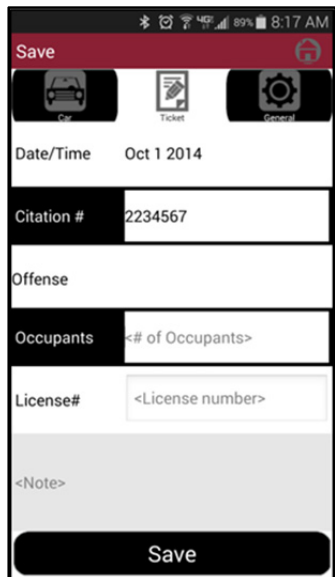 4G 89% 8:17 AM
Save
Car Ticket General
Date/Time Oct 1 2014
Citation # 2234567
Offense
Occupants <# of Occupants>
License# <License number>
<Note>
Save